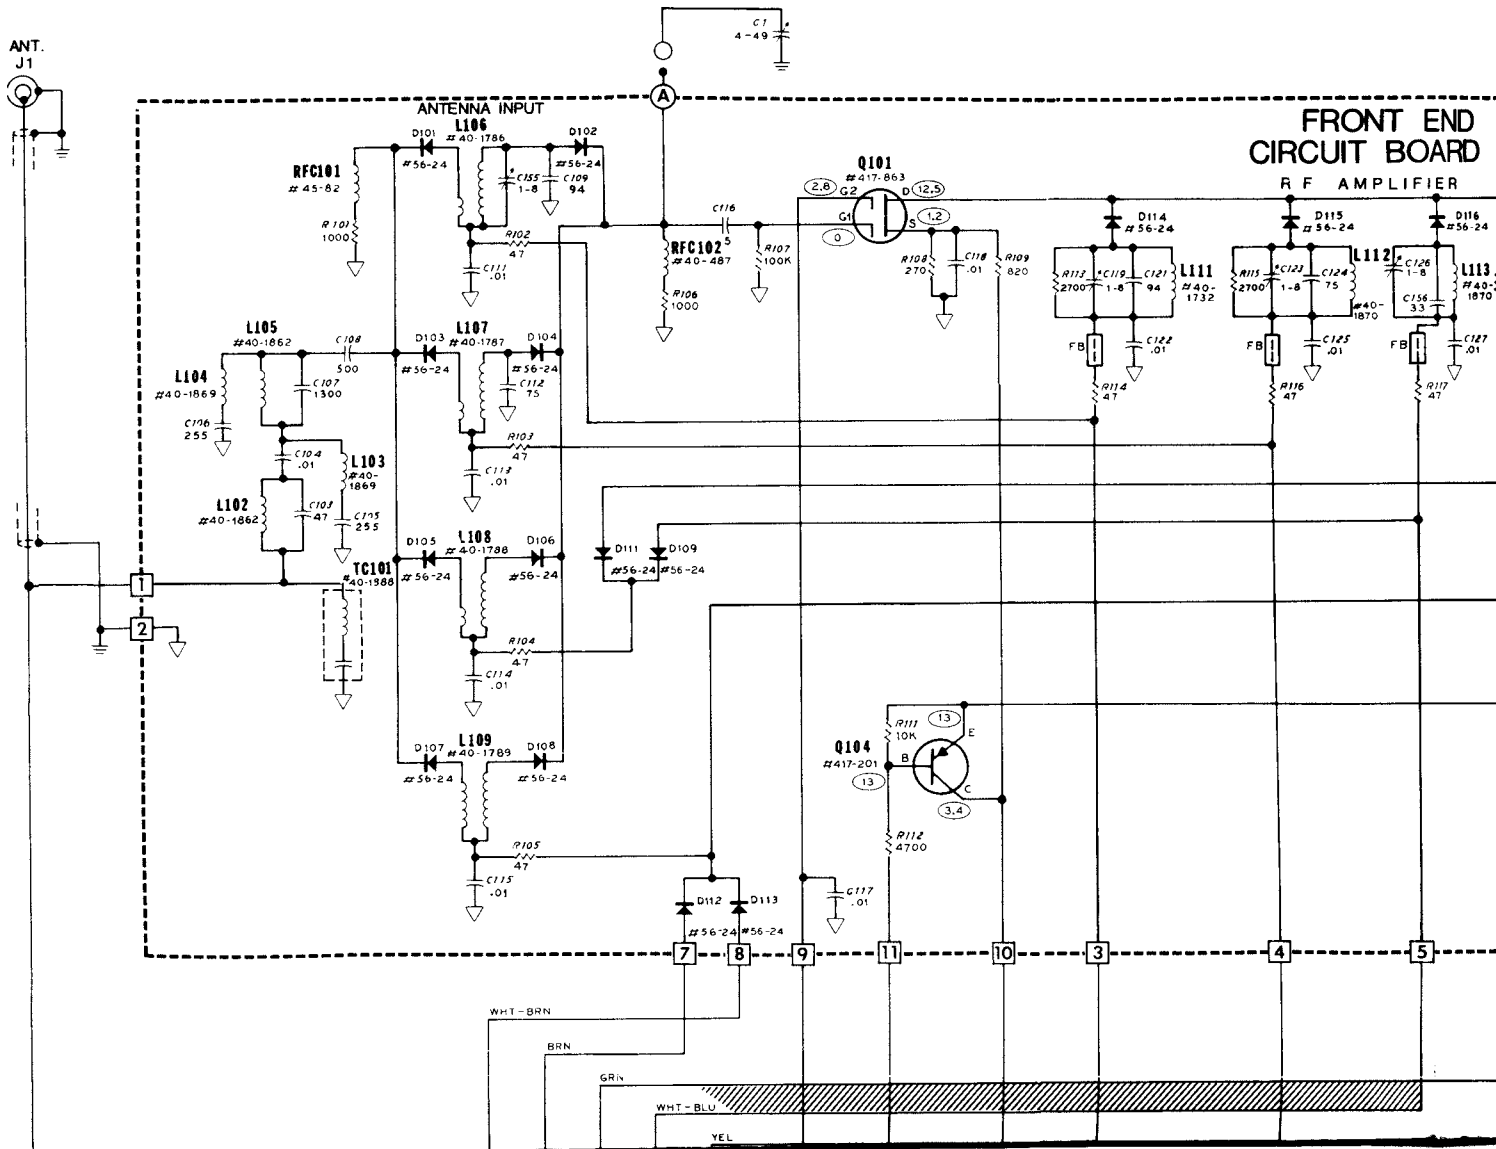 C1
4-49
ANT.
J1
A
ANTENNA INPUT
FRONT END
CIRCUIT BOARD
RF AMPLIFIER
D101
#56-24
L106
#40-1786
D102
#56-24
RFC101
#45-82
C155
1-8
C109
94
R101
1000
R102
47
C111
.01
C116
5
RFC102
#40-487
R107
100K
R106
1000
Q101
#417-863
2.8
G2
D
12.5
G1
0
S
1.2
R108
270
C118
.01
R109
820
D114
#56-24
R113
2700
C119
1-8
C121
94
L111
#40-
1732
FB
C122
.01
R114
47
D115
#56-24
R115
2700
C123
1-8
C124
75
L112
#40-
1870
FB
C125
.01
R116
47
D116
#56-24
C126
1-8
C156
33
L113
1870
FB
C127
.01
R117
47
L105
#40-1862
C108
500
L104
#40-1869
C107
1300
C106
255
C104
.01
L103
#40-
1869
L102
#40-1862
C103
47
C105
255
TC101
#40-1988
D103
#56-24
L107
#40-1787
D104
#56-24
C112
75
R103
47
C113
.01
D105
#56-24
L108
#40-1788
D106
#56-24
D111
#56-24
D109
#56-24
R104
47
C114
.01
1
2
D107
#56-24
L109
#40-1789
D108
#56-24
R105
47
C115
.01
Q104
#417-201
R111
10K
13
E
B
13
C
3.4
R112
4700
D112
#56-24
D113
#56-24
C117
.01
7
8
9
11
10
3
4
5
WHT-BRN
BRN
GRN
WHT-BLU
YEL